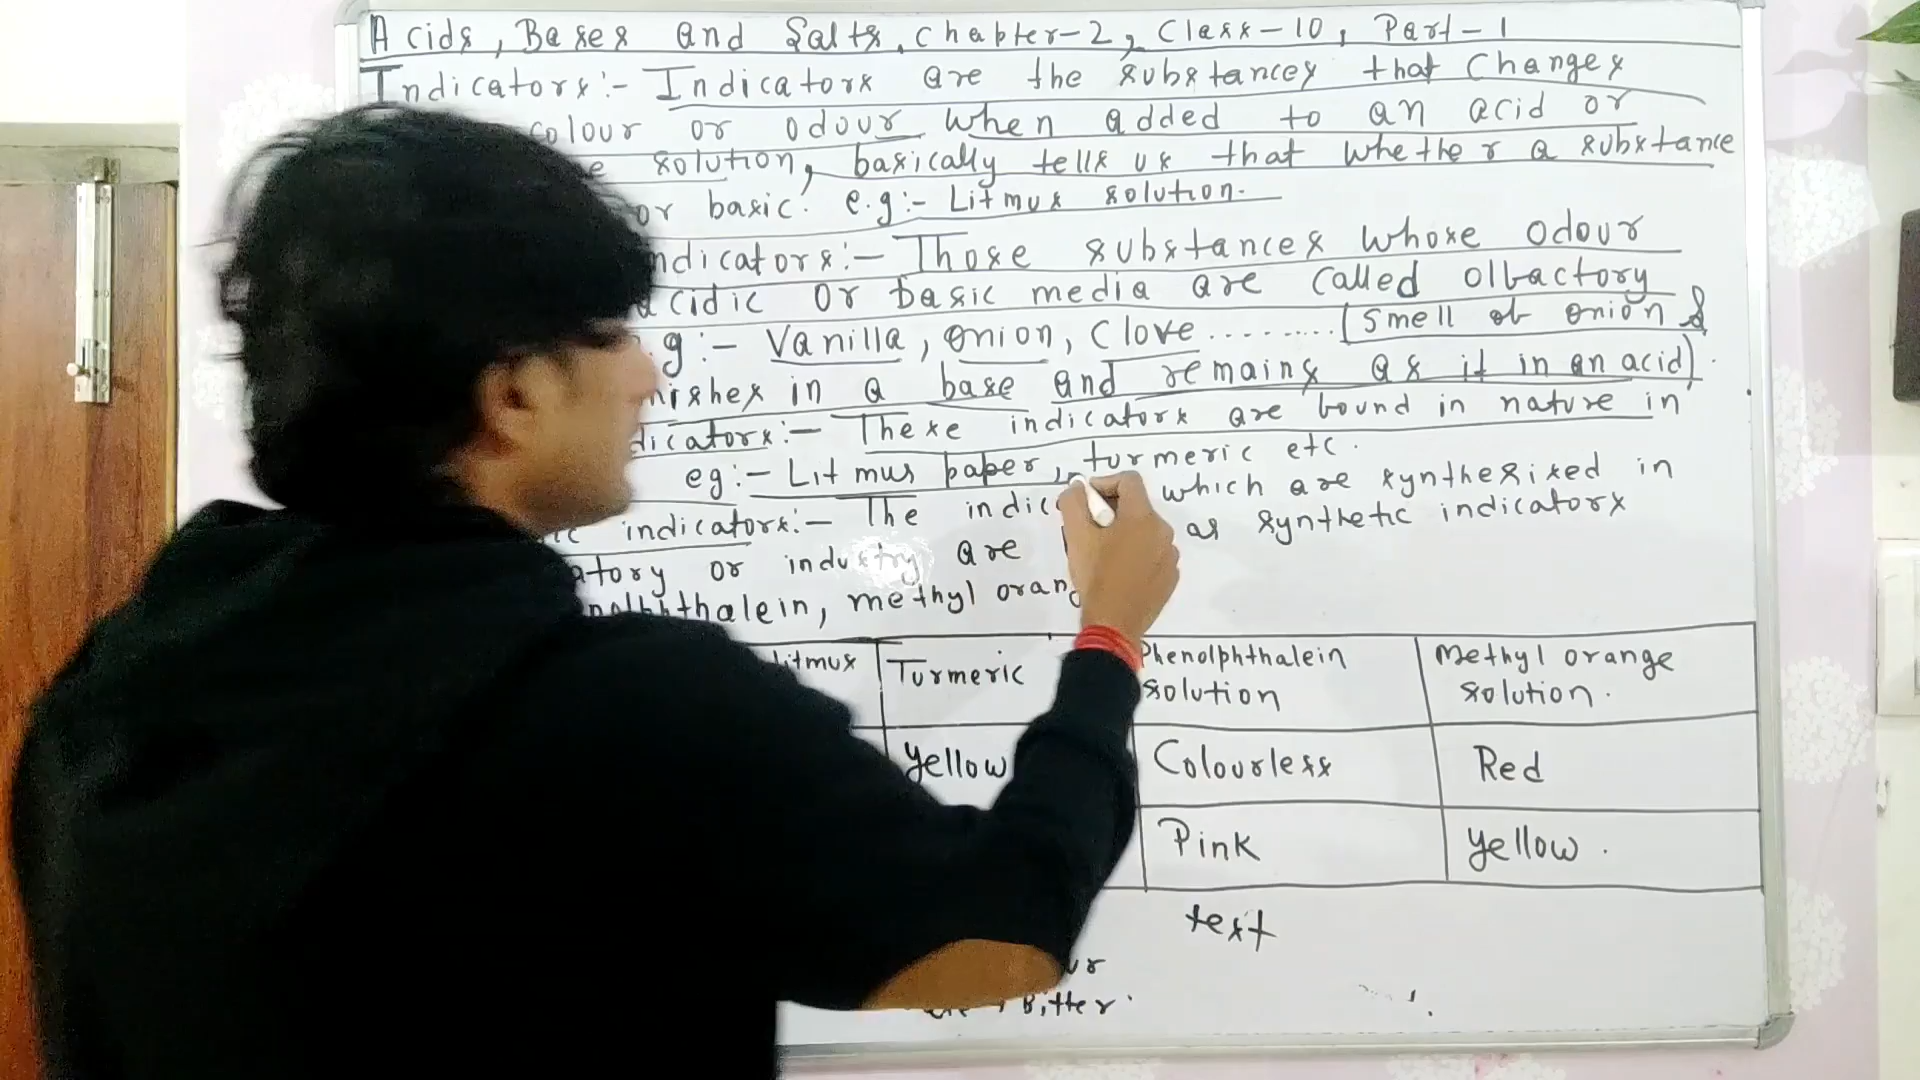 Acids, Bases and Salts, Chapter-2, Class-10, Part-1
Indicators:- Indicators are the substances that changes
colour or odour when added to an acid or
solution, basically tells us that whether a substance
or basic. e.g:- Litmus solution.
ndicators:- Those substances whose odour
acidic or basic media are called olfactory
.g:- Vanilla, onion, Clove........(Smell of onion &
nishes in a base and remains as it in an acid).
dicators:- These indicators are found in nature in
eg:- Litmus paper, turmeric etc.
indicators:- The indic which are synthesised in
atory or industry are as synthetic indicators
nolphthalein, methyl orang
litmus Turmeric Phenolphthalein solution Methyl orange solution.
Yellow Colourless Red
Pink Yellow.
test
ur
Bitter.